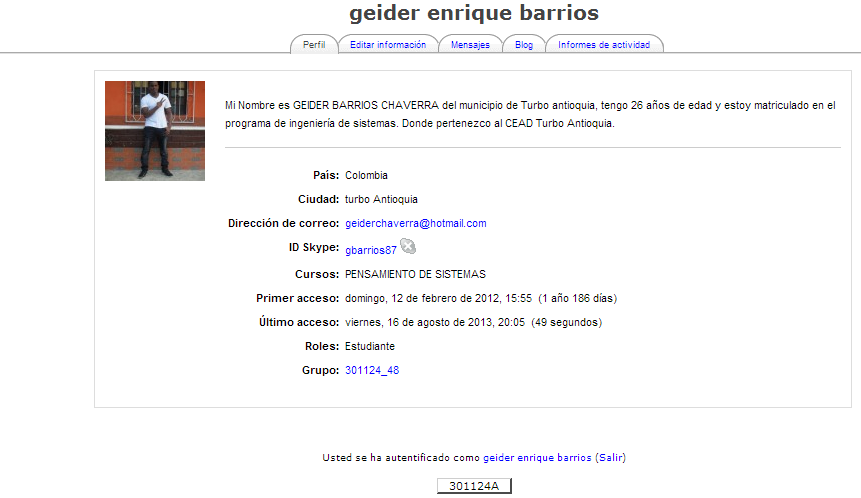 geider enrique barrios
Perfil Editar información Mensajes Blog Informes de actividad
Mi Nombre es GEIDER BARRIOS CHAVERRA del municipio de Turbo antioquia, tengo 26 años de edad y estoy matriculado en el
programa de ingeniería de sistemas. Donde pertenezco al CEAD Turbo Antioquia.
País: Colombia
Ciudad: turbo Antioquia
Dirección de correo: geiderchaverra@hotmail.com
ID Skype: gbarrios87
Cursos: PENSAMIENTO DE SISTEMAS
Primer acceso: domingo, 12 de febrero de 2012, 15:55 (1 año 186 días)
Último acceso: viernes, 16 de agosto de 2013, 20:05 (49 segundos)
Roles: Estudiante
Grupo: 301124_48
Usted se ha autentificado como geider enrique barrios (Salir)
301124A